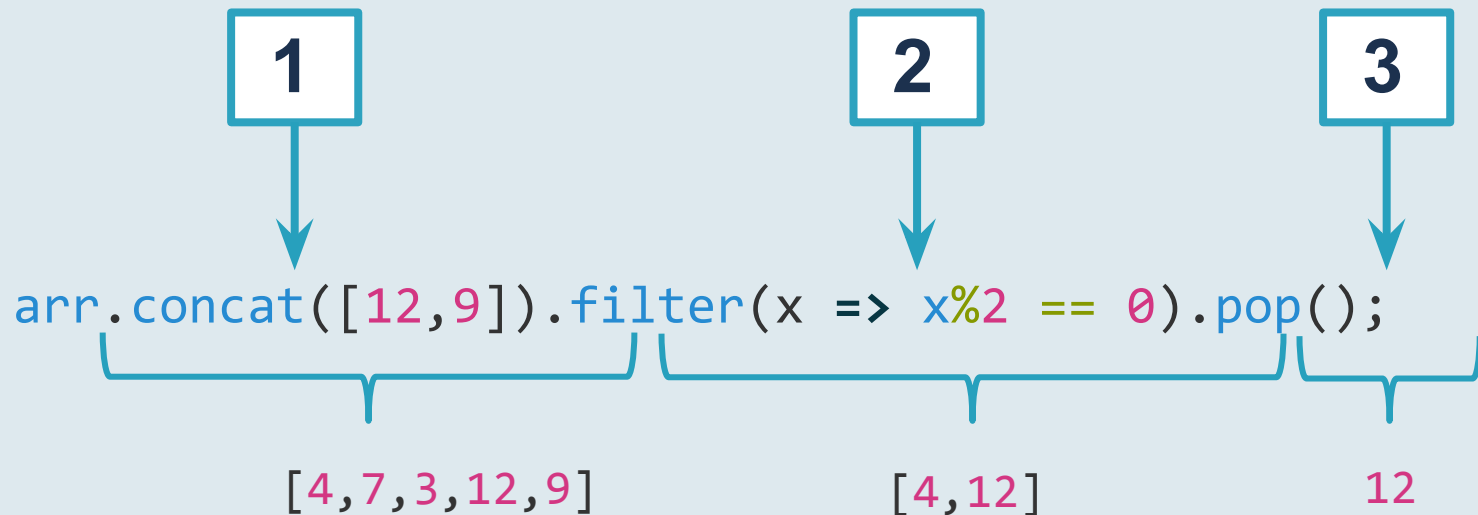 1 2 3
arr.concat([12,9]).filter(x => x%2 == 0).pop();
[4,7,3,12,9] [4,12] 12